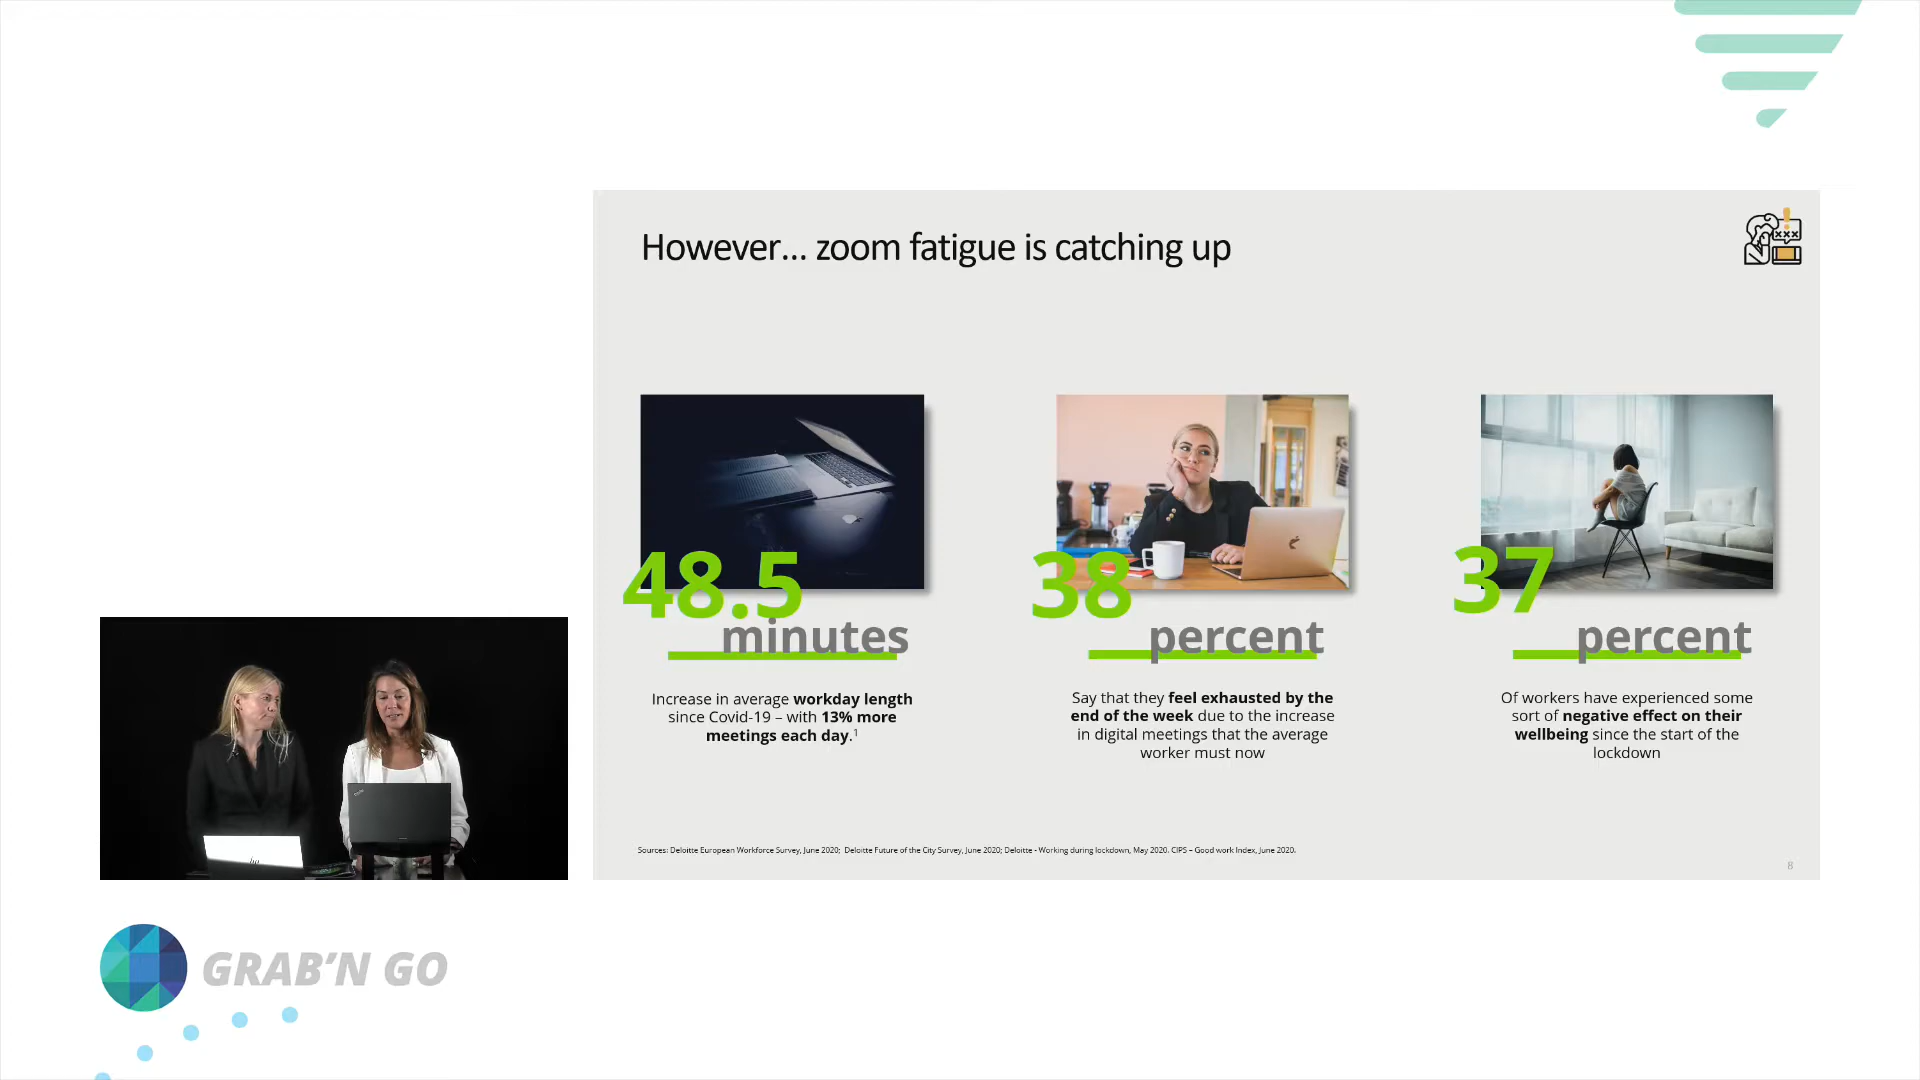 However... zoom fatigue is catching up
48.5
minutes
Increase in average workday length
since Covid-19 – with 13% more
meetings each day.¹
38
percent
Say that they feel exhausted by the
end of the week due to the increase
in digital meetings that the average
worker must now
37
percent
Of workers have experienced some
sort of negative effect on their
wellbeing since the start of the
lockdown
Sources: Deloitte European Workforce Survey, June 2020; Deloitte Future of the City Survey, June 2020; Deloitte - Working during lockdown, May 2020. CIPS – Good work Index, June 2020.
8
hp
GRAB’N GO